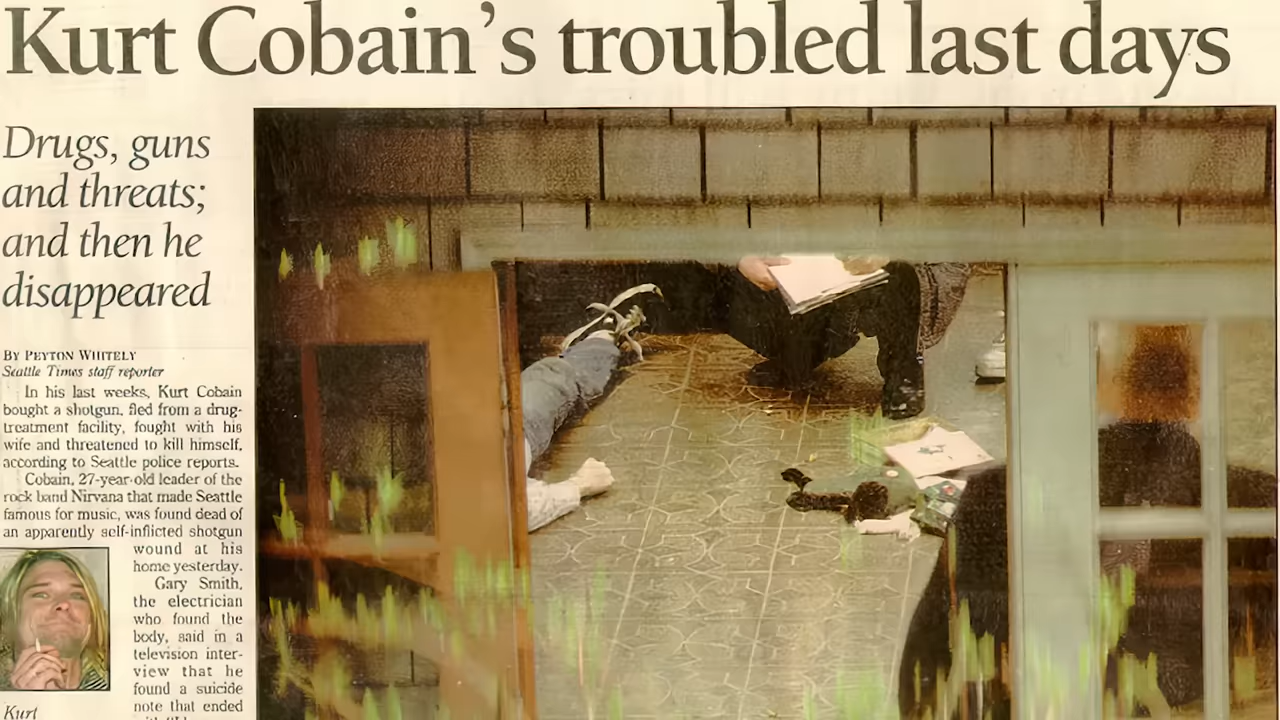 Kurt Cobain's troubled last days
Drugs, guns
and threats;
and then he
disappeared
BY PEYTON WHITELY
Seattle Times staff reporter
In his last weeks, Kurt Cobain
bought a shotgun, fled from a drug-
treatment facility, fought with his
wife and threatened to kill himself,
according to Seattle police reports.
Cobain, 27-year-old leader of the
rock band Nirvana that made Seattle
famous for music, was found dead of
an apparently self-inflicted shotgun
wound at his
home yesterday.
Gary Smith,
the electrician
who found the
body, said in a
television inter-
view that he
found a suicide
note that ended
Kurt